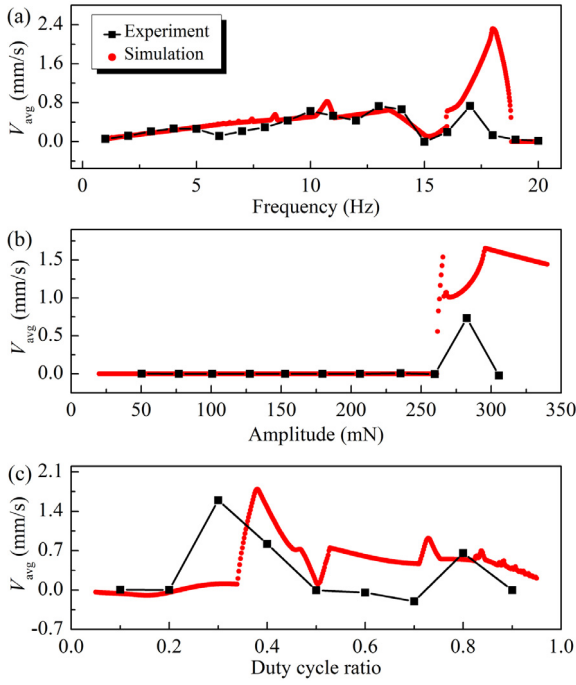 (a)
2.4
1.6
0.8
0.0
V_avg (mm/s)
Experiment
Simulation
0 5 10 15 20
Frequency (Hz)
(b)
1.5
1.0
0.5
0.0
V_avg (mm/s)
0 50 100 150 200 250 300 350
Amplitude (mN)
(c)
2.1
1.4
0.7
0.0
-0.7
V_avg (mm/s)
0.0 0.2 0.4 0.6 0.8 1.0
Duty cycle ratio